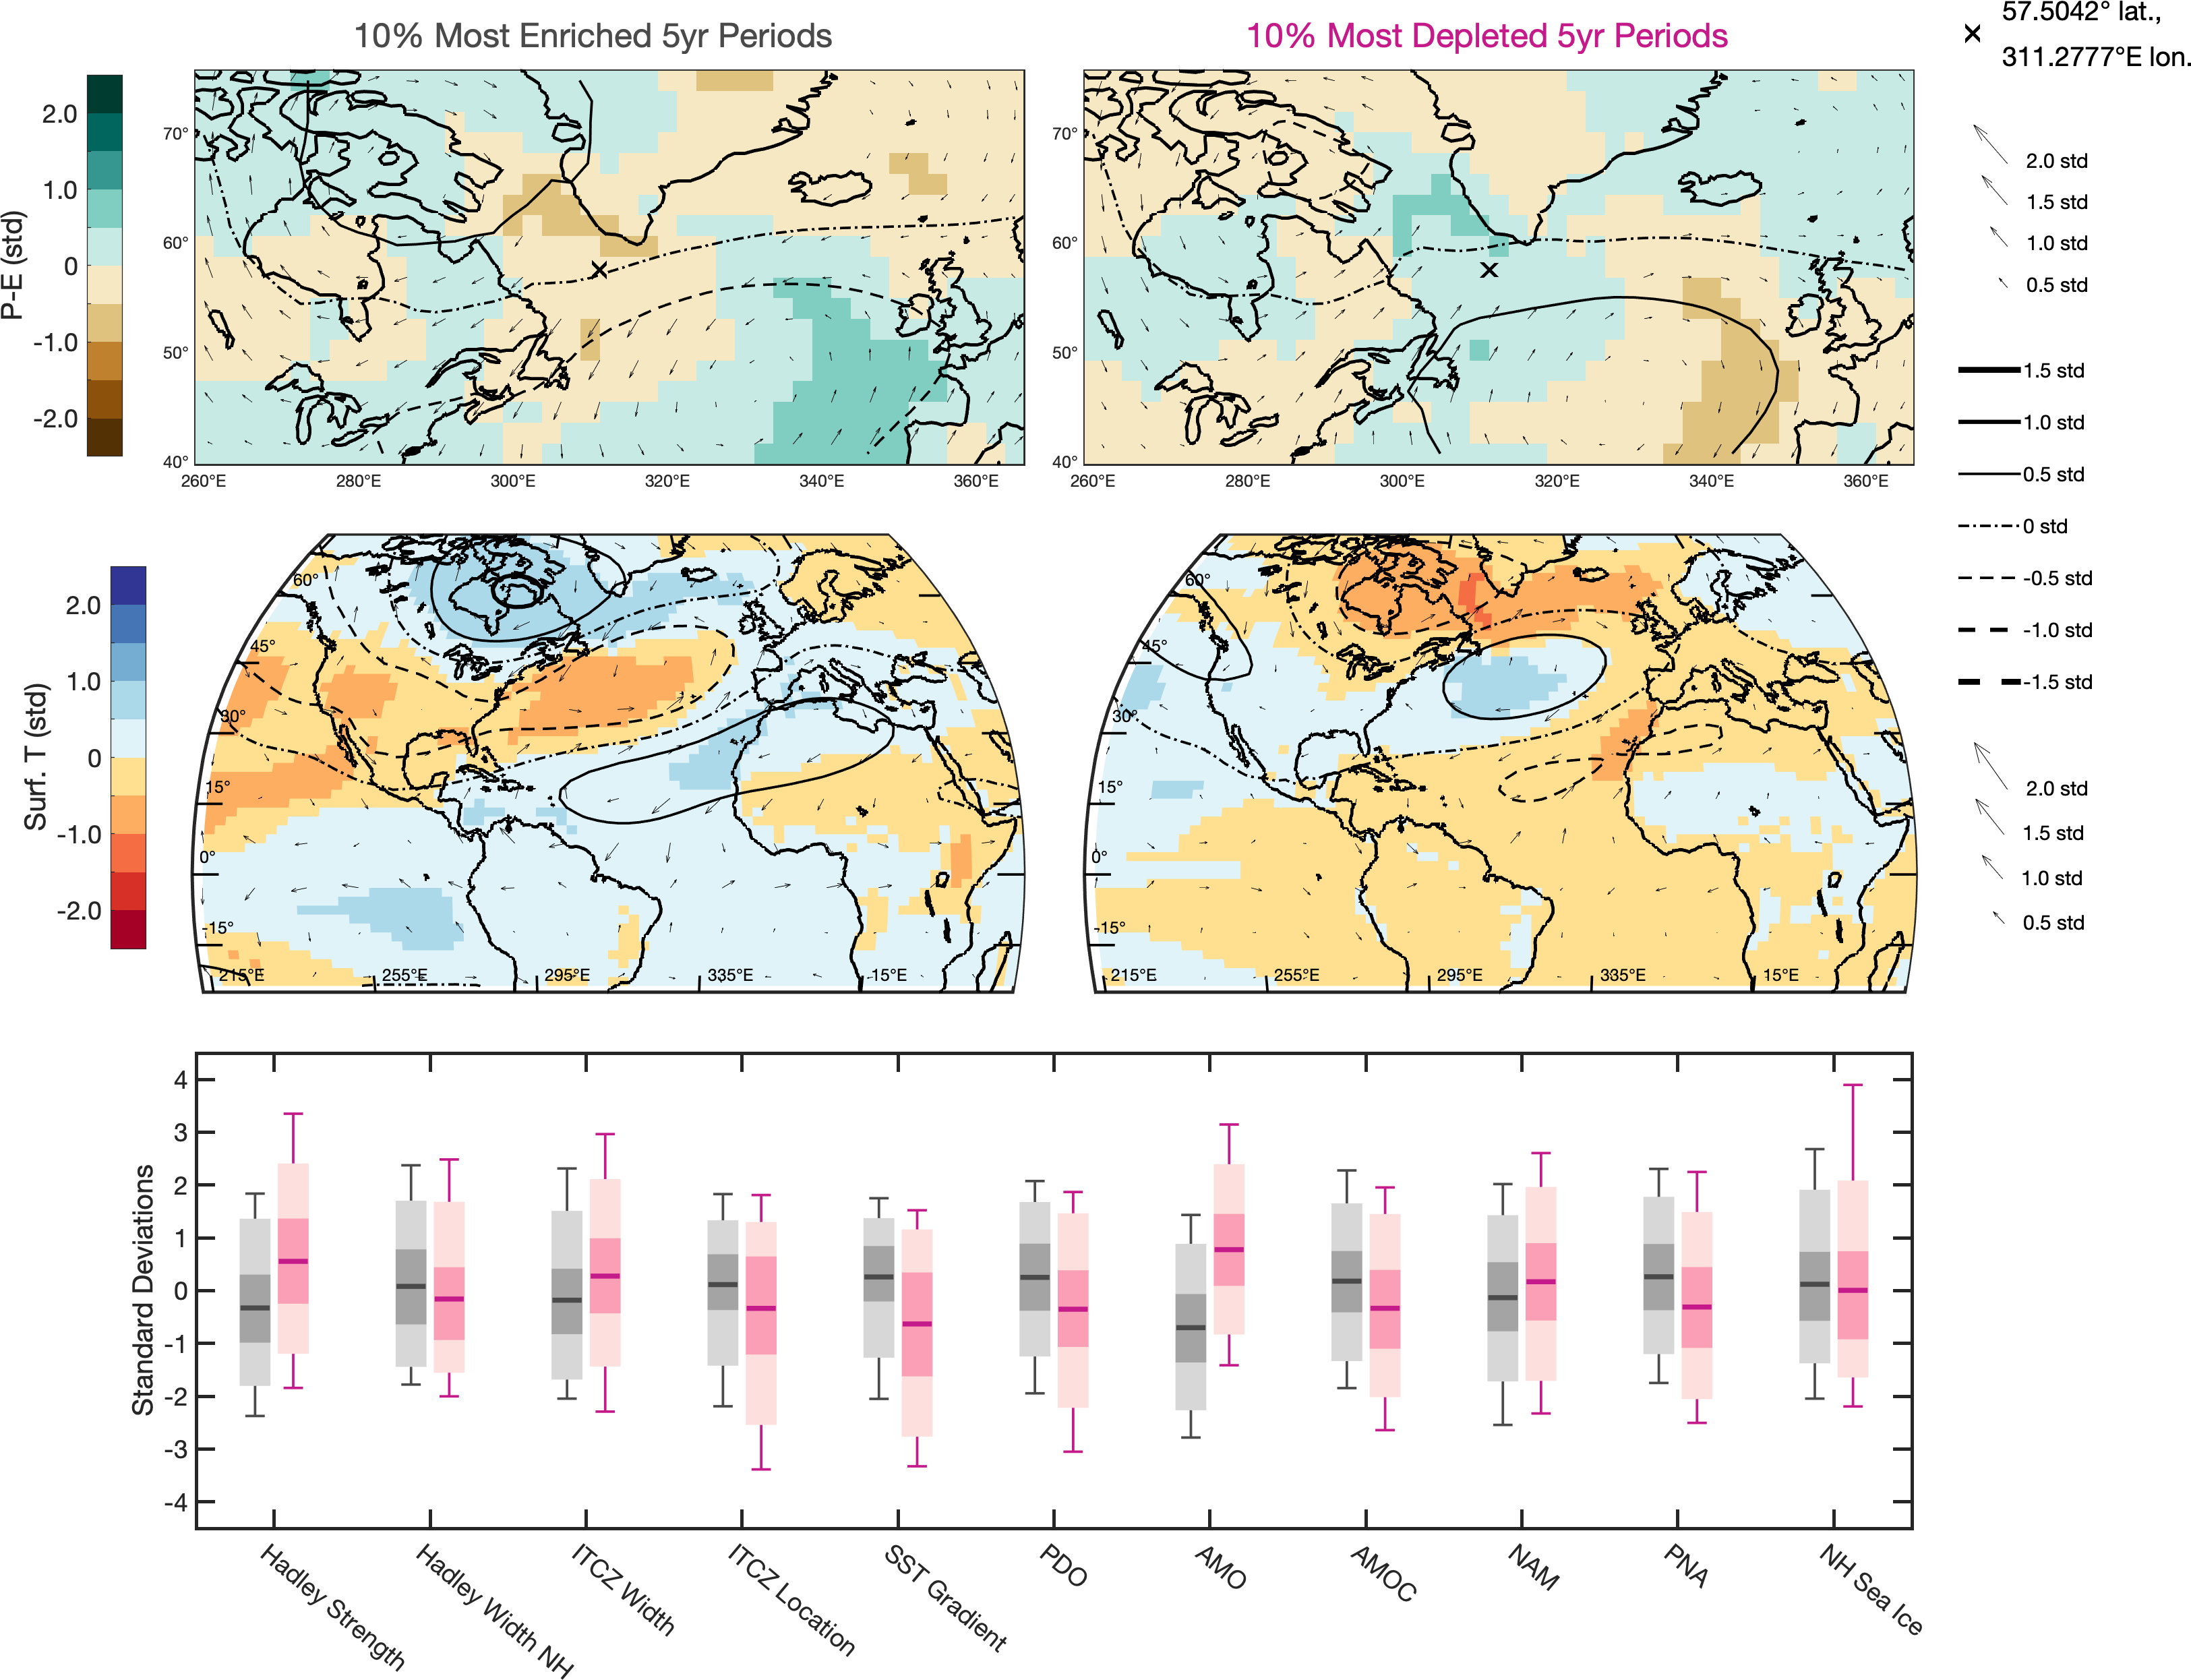 10% Most Enriched 5yr Periods
10% Most Depleted 5yr Periods
57.5042° lat.,
311.2777°E lon.
P-E (std)
2.0
1.0
0
-1.0
-2.0
70°
60°
50°
40°
260°E
280°E
300°E
320°E
340°E
360°E
70°
60°
50°
40°
260°E
280°E
300°E
320°E
340°E
360°E
2.0 std
1.5 std
1.0 std
0.5 std
1.5 std
1.0 std
0.5 std
0 std
-0.5 std
-1.0 std
-1.5 std
2.0 std
1.5 std
1.0 std
0.5 std
Surf. T (std)
2.0
1.0
0
-1.0
-2.0
60°
45°
30°
15°
0°
-15°
215°E
255°E
295°E
335°E
15°E
60°
45°
30°
15°
0°
-15°
215°E
255°E
295°E
335°E
15°E
Standard Deviations
4
3
2
1
0
-1
-2
-3
-4
Hadley Strength
Hadley Width NH
ITCZ Width
ITCZ Location
SST Gradient
PDO
AMO
AMOC
NAM
PNA
NH Sea Ice